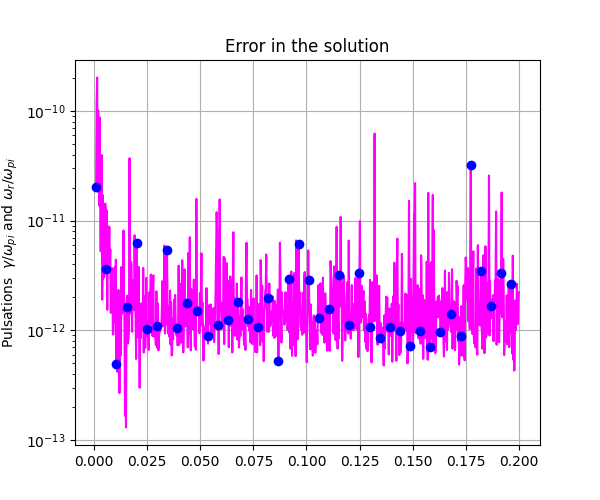 Error in the solution
Pulsations γ/ω_pi and ω_r/ω_pi
10^−10
10^−11
10^−12
10^−13
0.000 0.025 0.050 0.075 0.100 0.125 0.150 0.175 0.200